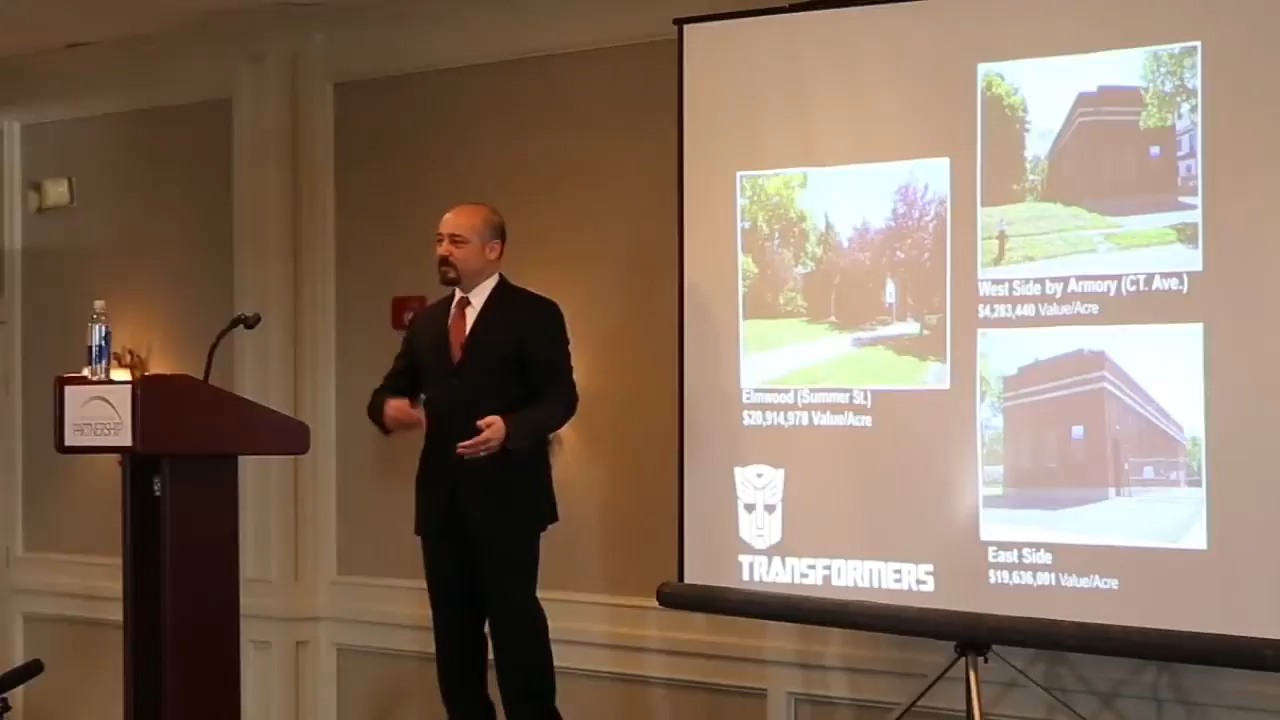 PARTNERSHIP
Elmwood (Summer St.)
$20,914,978 Value/Acre
TRANSFORMERS
West Side by Armory (CT. Ave.)
$4,283,440 Value/Acre
East Side
$19,636,091 Value/Acre